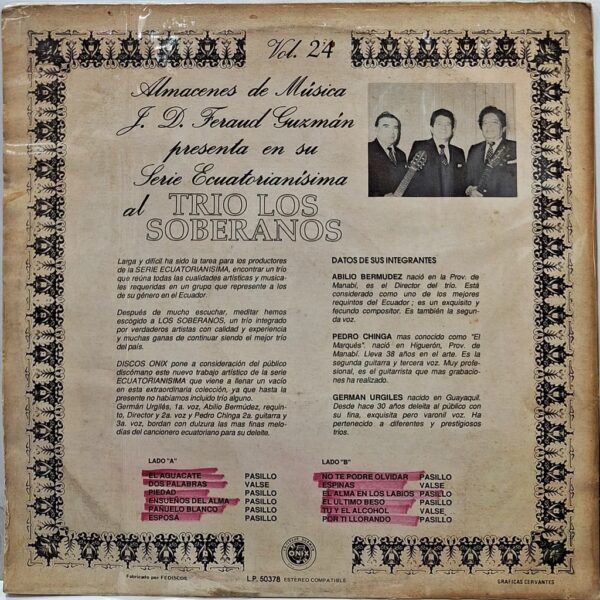 Vol. 24
Almacenes de Música
J. D. Feraud Guzmán
presenta en su
Serie Ecuatorianísima
al TRIO LOS
SOBERANOS
Larga y difícil ha sido la tarea para los productores
de la SERIE ECUATORIANISIMA, encontrar un trío
que reúna todas las cualidades artísticas y musica-
les requeridas en un grupo que represente a los
de su género en el Ecuador.
Después de mucho escuchar, meditar hemos
escogido a LOS SOBERANOS, un trío integrado
por verdaderos artistas con calidad y experiencia
y muchas ganas de continuar siendo el mejor trío
del país.
DISCOS ONIX pone a consideración del público
discómano este nuevo trabajo artístico de la serie
ECUATORIANISIMA que viene a llenar un vacío
en esta extraordinaria colección, ya que hasta la
presente no habíamos incluido trío alguno.
Germán Urgilés, 1a. voz, Abilio Bermúdez, requin-
to, Director y 2a. voz y Pedro Chinga 2a. guitarra y
3a. voz, bordan con dulzura las mas finas melo-
días del cancionero ecuatoriano para su deleite.
DATOS DE SUS INTEGRANTES
ABILIO BERMUDEZ nació en la Prov. de
Manabí, es el Director del trío. Está
considerado como uno de los mejores
requintos del Ecuador ; es un exquisito y
fecundo compositor. Es también la segun-
da voz.
PEDRO CHINGA mas conocido como "El
Marqués". nació en Higuerón, Prov. de
Manabí. Lleva 38 años en el arte. Es la
segunda guitarra y tercera voz. Muy profe-
sional, es el guitarrista que mas grabacio-
nes ha realizado.
GERMAN URGILES nacido en Guayaquil.
Desde hace 30 años deleita al público con
su fina, exquisita pero varonil voz. Ha
pertenecido a diferentes y prestigiosos
tríos.
LADO "A"
EL AGUACATE PASILLO
DOS PALABRAS VALSE
PIEDAD PASILLO
ENSUEÑOS DEL ALMA PASILLO
PAÑUELO BLANCO PASILLO
ESPOSA PASILLO
LADO "B"
NO TE PODRE OLVIDAR PASILLO
ESPINAS VALSE
EL ALMA EN LOS LABIOS PASILLO
EL ULTIMO BESO PASILLO
TU Y EL ALCOHOL VALSE
POR TI LLORANDO PASILLO
ONIX
Fabricado por FEDISCOS
L.P. 50378 ESTEREO COMPATIBLE
GRAFICAS CERVANTES